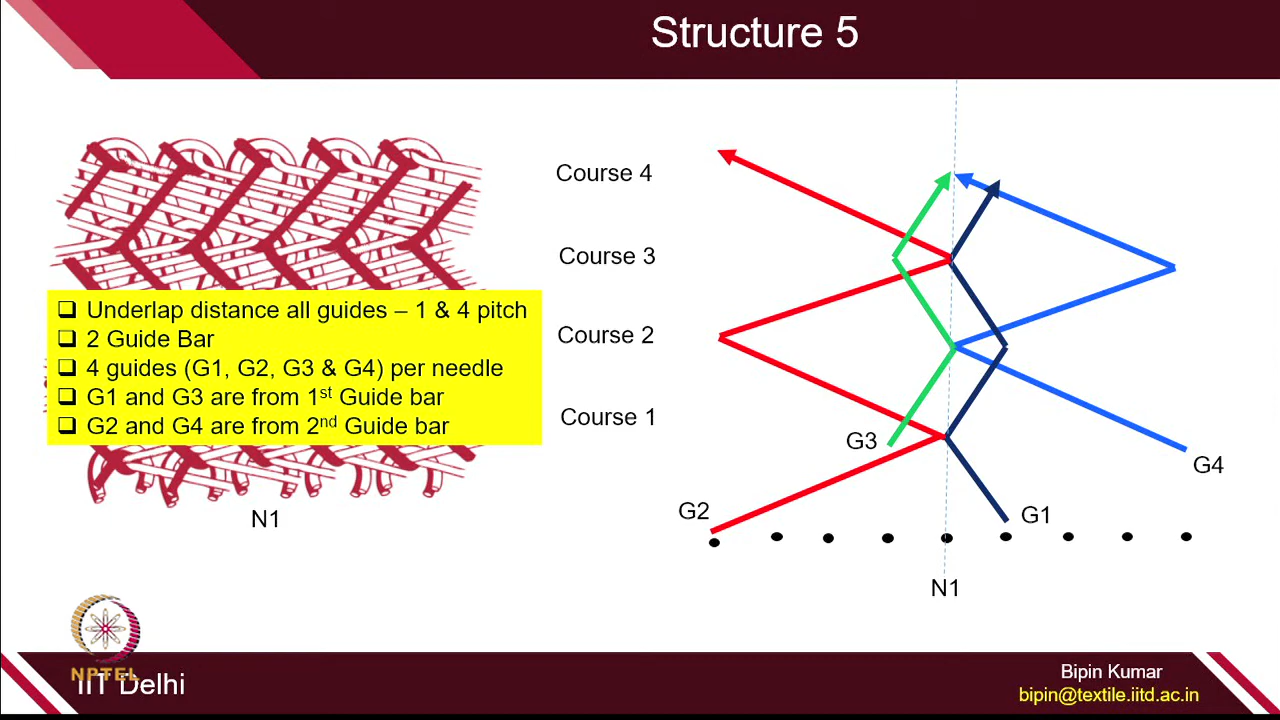 Structure 5
Underlap distance all guides – 1 & 4 pitch
2 Guide Bar
4 guides (G1, G2, G3 & G4) per needle
G1 and G3 are from 1st Guide bar
G2 and G4 are from 2nd Guide bar
N1
Course 4
Course 3
Course 2
Course 1
G3
G4
G2
G1
N1
NPTEL
IIT Delhi
Bipin Kumar
bipin@textile.iitd.ac.in